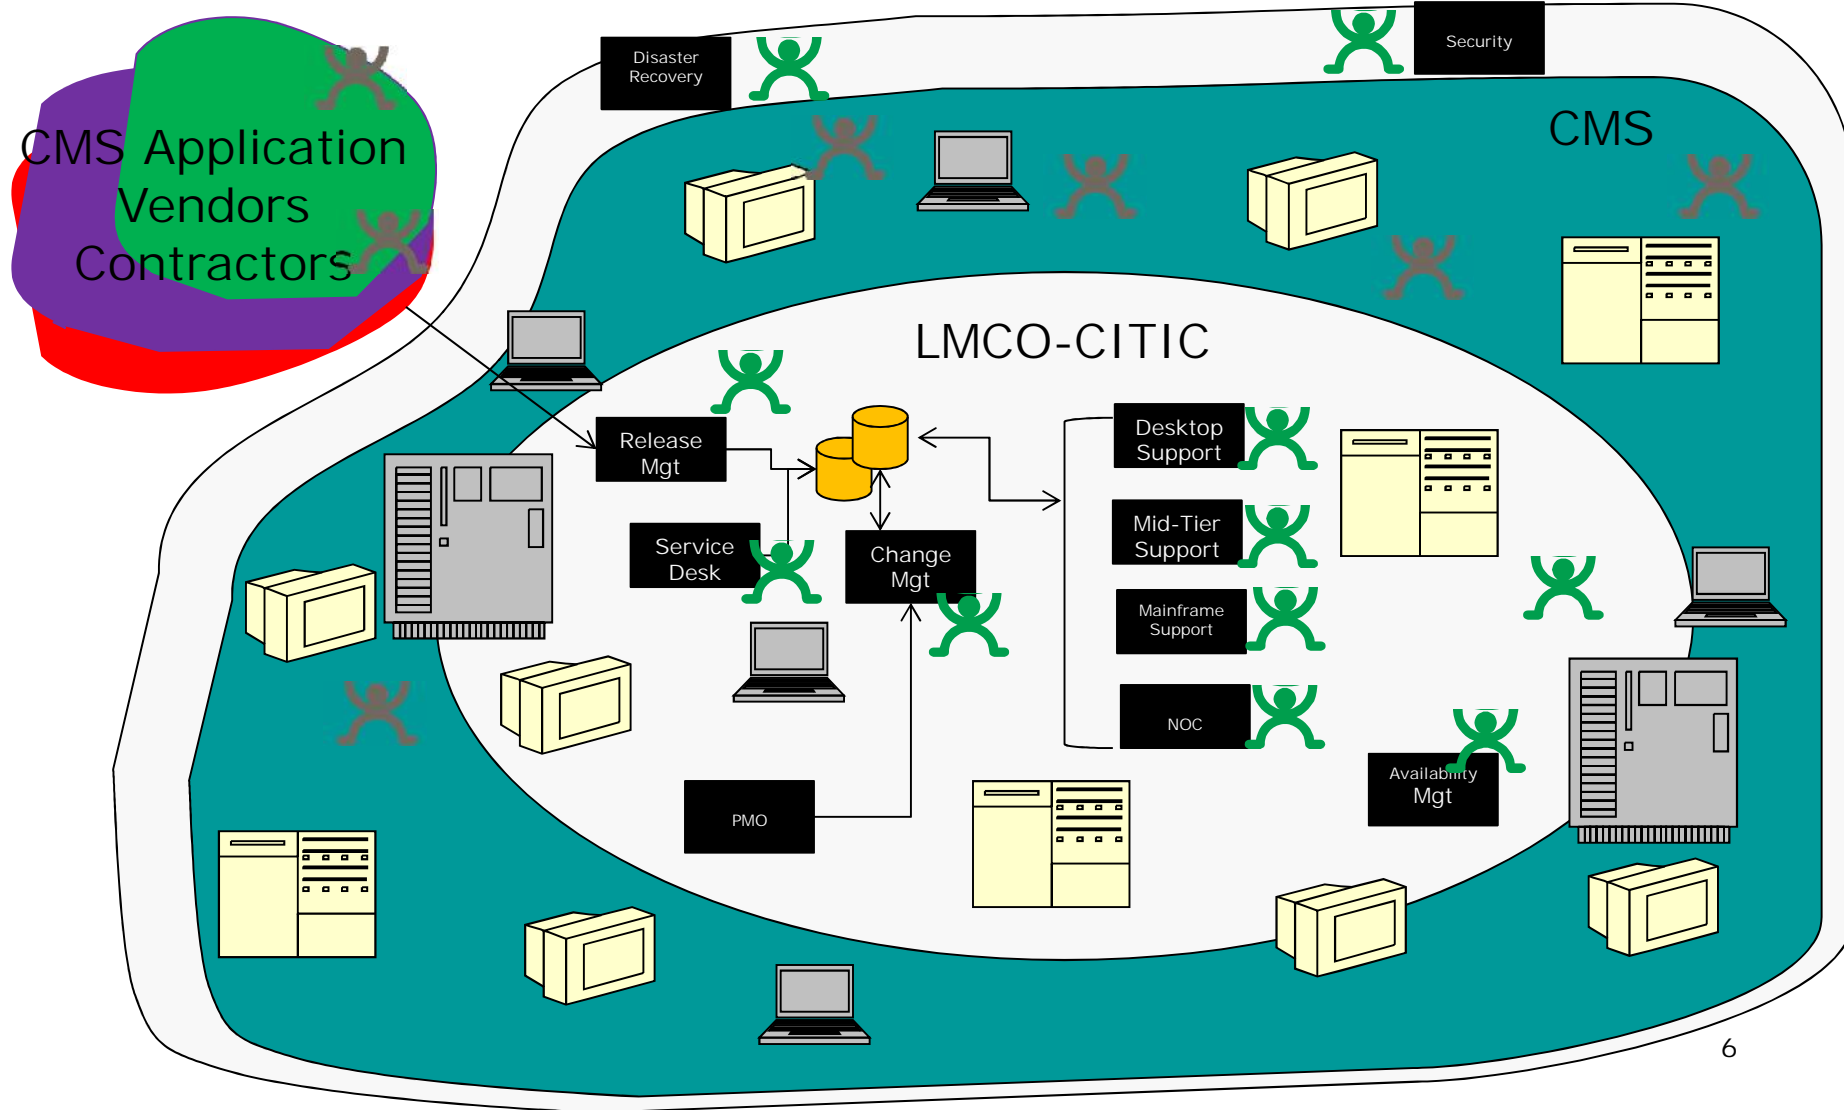 Disaster
Recovery
Security
CMS
CMS Application
Vendors
Contractors
LMCO-CITIC
Release
Mgt
Desktop
Support
Service
Desk
Change
Mgt
Mid-Tier
Support
Mainframe
Support
NOC
Availability
Mgt
PMO
6